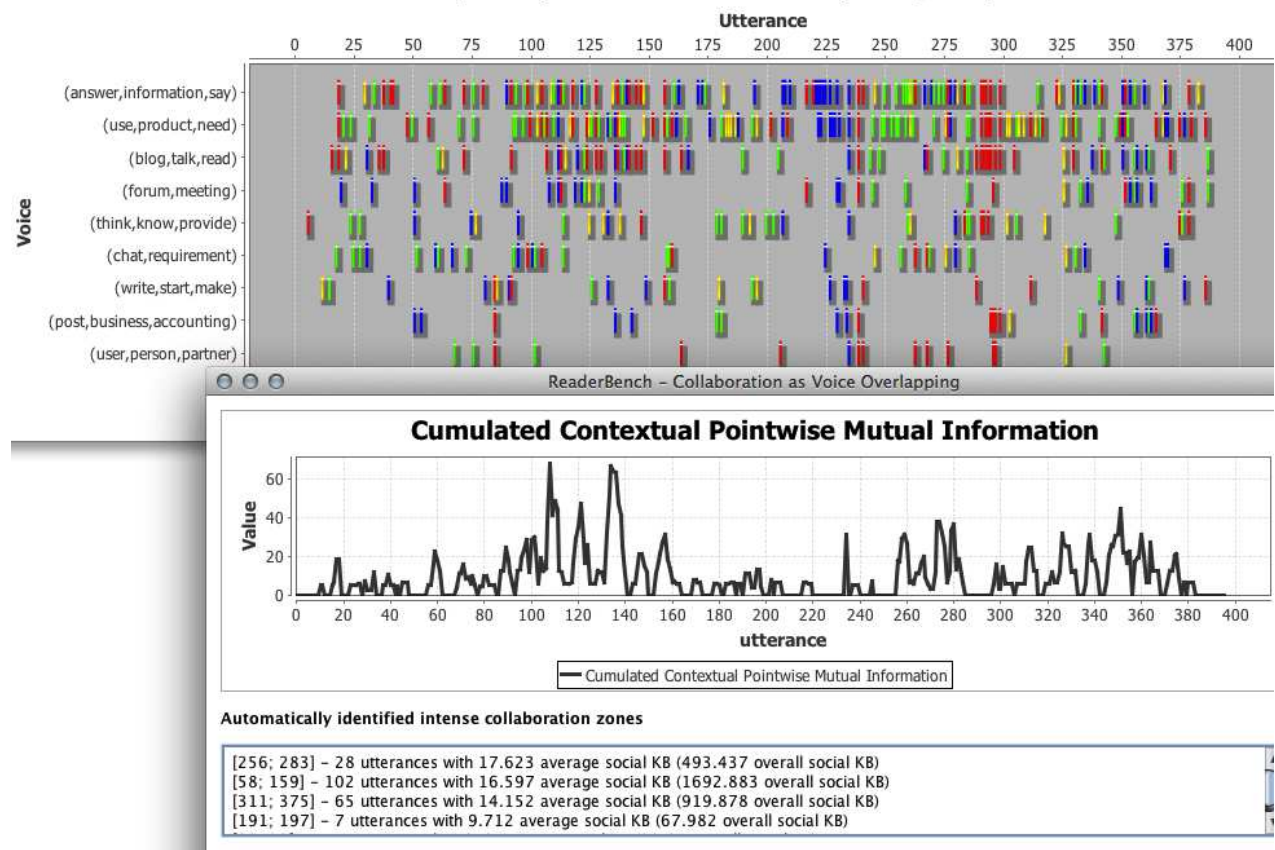 Utterance
0 25 50 75 100 125 150 175 200 225 250 275 300 325 350 375 400
Voice
(answer,information,say)
(use,product,need)
(blog,talk,read)
(forum,meeting)
(think,know,provide)
(chat,requirement)
(write,start,make)
(post,business,accounting)
(user,person,partner)
ReaderBench – Collaboration as Voice Overlapping
Cumulated Contextual Pointwise Mutual Information
Value
60
40
20
0
0 20 40 60 80 100 120 140 160 180 200 220 240 260 280 300 320 340 360 380 400
utterance
Cumulated Contextual Pointwise Mutual Information
Automatically identified intense collaboration zones
[256; 283] – 28 utterances with 17.623 average social KB (493.437 overall social KB)
[58; 159] – 102 utterances with 16.597 average social KB (1692.883 overall social KB)
[311; 375] – 65 utterances with 14.152 average social KB (919.878 overall social KB)
[191; 197] – 7 utterances with 9.712 average social KB (67.982 overall social KB)